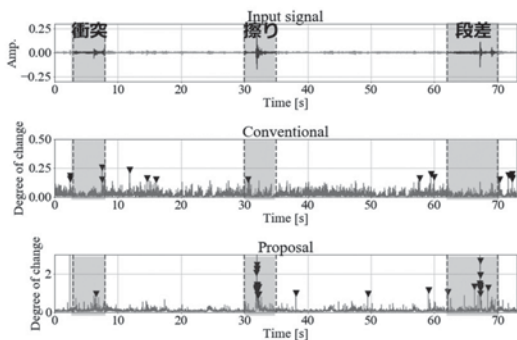 Input signal
衝突 擦り 段差
Amp.
0.25
0.00
−0.25
0 10 20 30 40 50 60 70
Time [s]
Conventional
Degree of change
0.50
0.25
0.00
0 10 20 30 40 50 60 70
Time [s]
Proposal
Degree of change
2
0
0 10 20 30 40 50 60 70
Time [s]